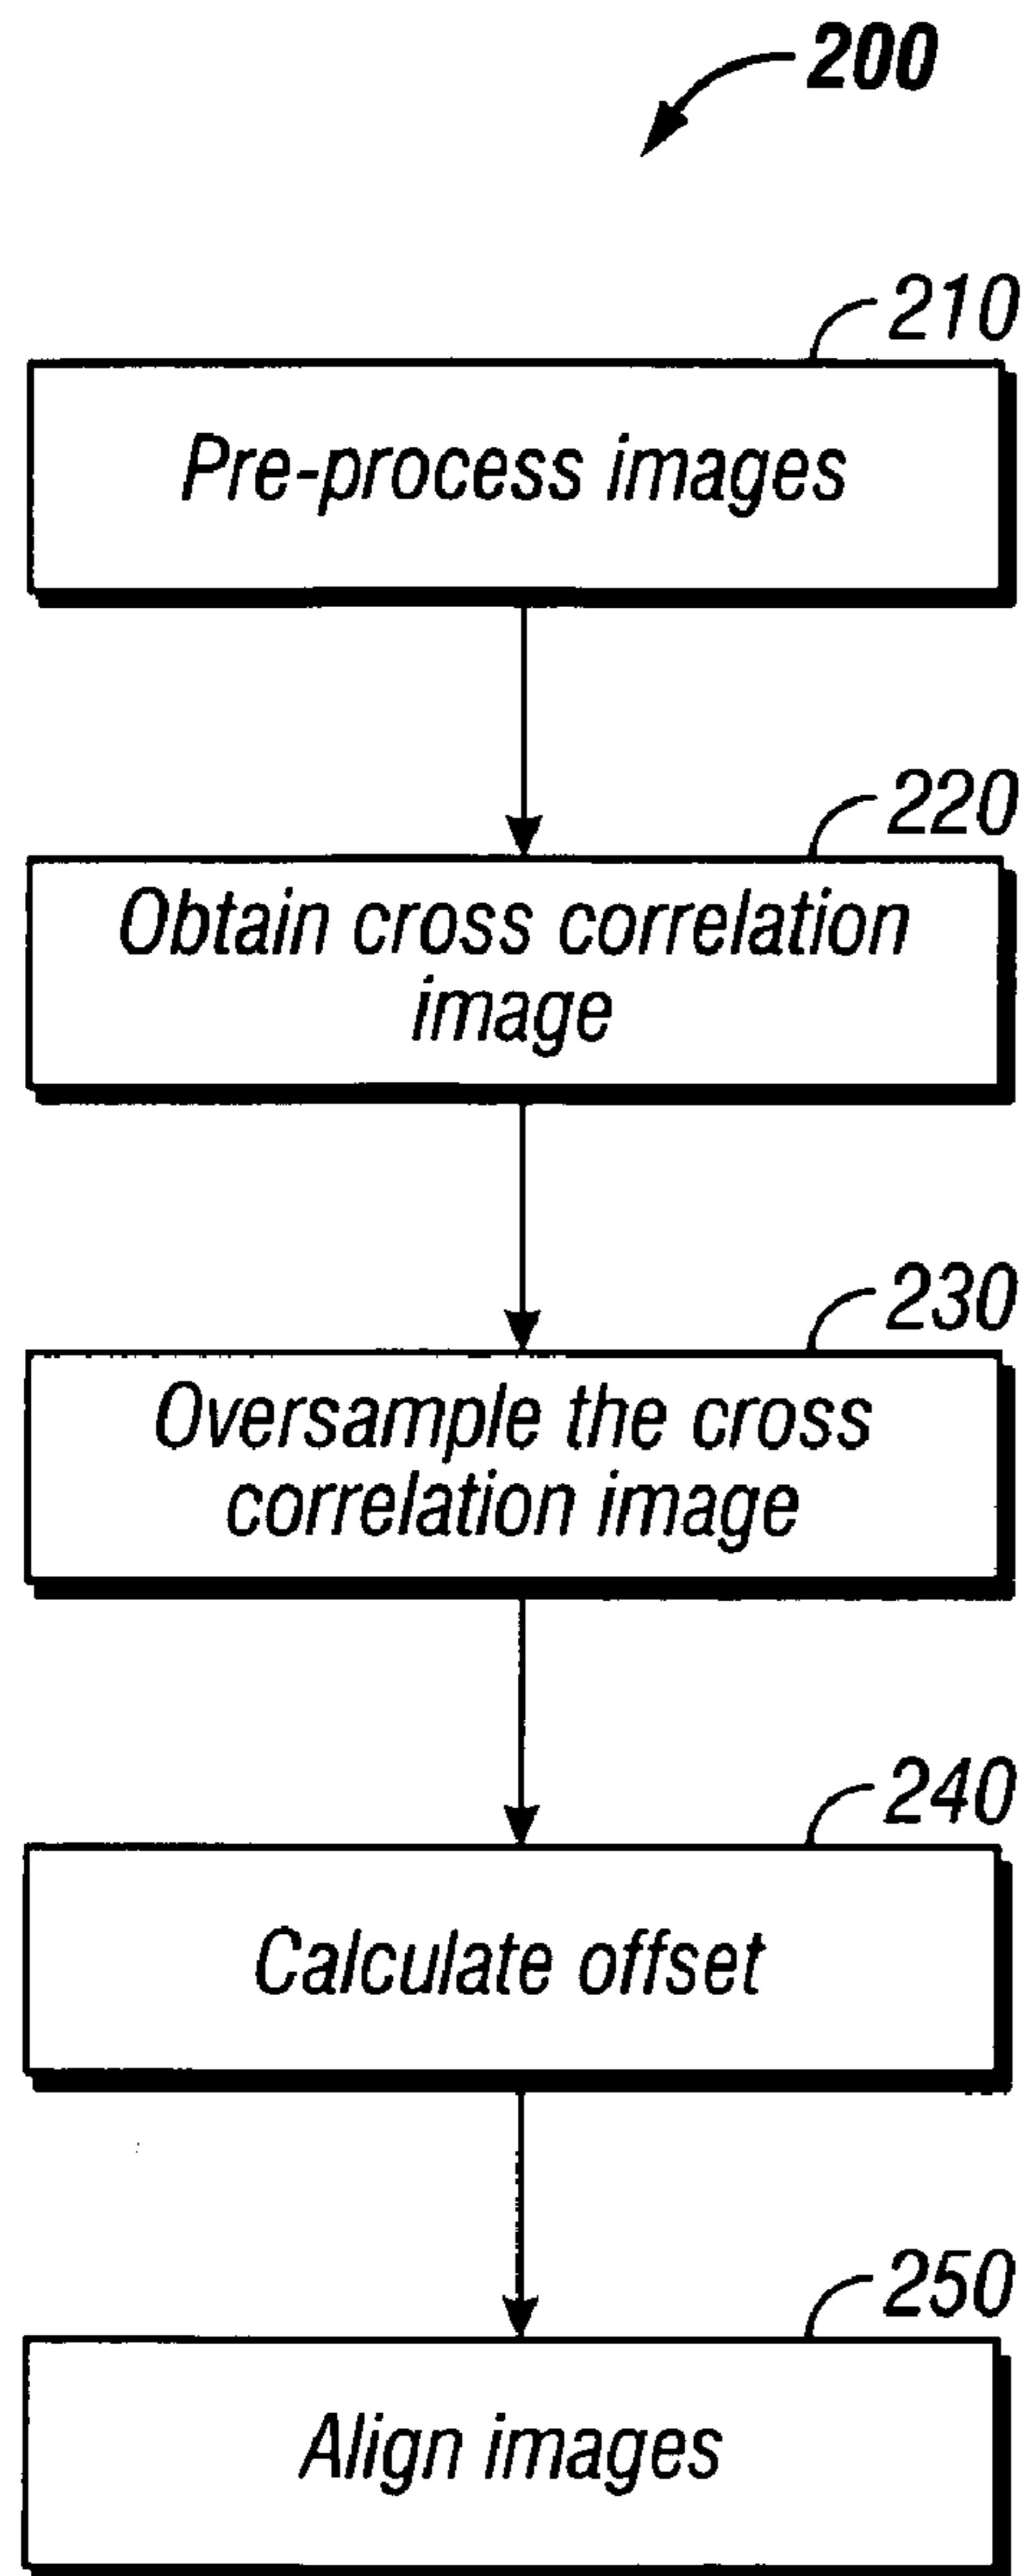 200
210
Pre-process images
220
Obtain cross correlation
image
230
Oversample the cross
correlation image
240
Calculate offset
250
Align images